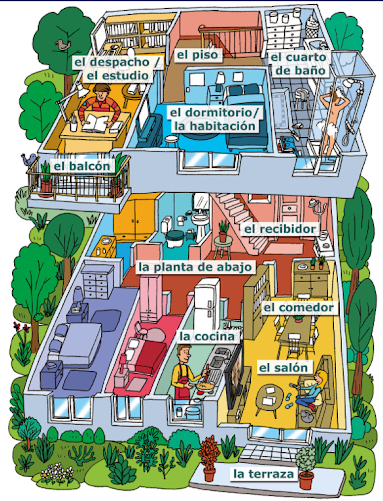 el despacho /
el estudio
el piso
el cuarto
de baño
el dormitorio/
la habitación
el balcón
el recibidor
la planta de abajo
el comedor
la cocina
el salón
la terraza